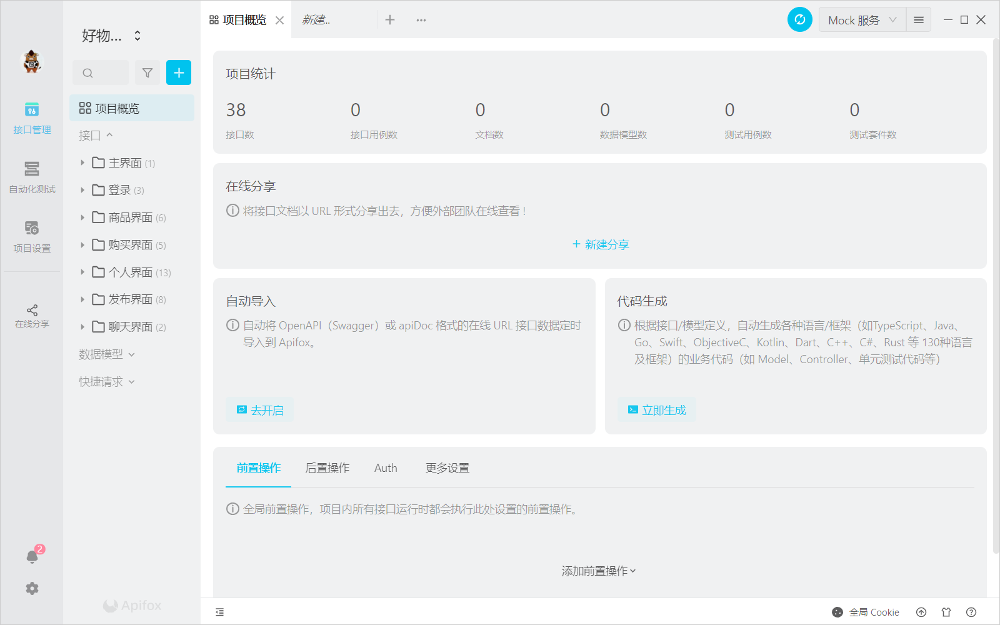 项目概览
新建...
Mock 服务
好物...
接口管理
自动化测试
项目设置
在线分享
2
项目概览
接口
主界面 (1)
登录 (3)
商品界面 (6)
购买界面 (5)
个人界面 (13)
发布界面 (8)
聊天界面 (2)
数据模型
快捷请求
Apifox
项目统计
38 0 0 0 0 0
接口数 接口用例数 文档数 数据模型数 测试用例数 测试套件数
在线分享
将接口文档以 URL 形式分享出去，方便外部团队在线查看！
+ 新建分享
自动导入
自动将 OpenAPI（Swagger）或 apiDoc 格式的在线 URL 接口数据定时
导入到 Apifox。
去开启
代码生成
根据接口/模型定义，自动生成各种语言/框架（如TypeScript、Java、
Go、Swift、ObjectiveC、Kotlin、Dart、C++、C#、Rust 等 130种语言
及框架）的业务代码（如 Model、Controller、单元测试代码等）
立即生成
前置操作 后置操作 Auth 更多设置
全局前置操作，项目内所有接口运行时都会执行此处设置的前置操作。
添加前置操作
全局 Cookie